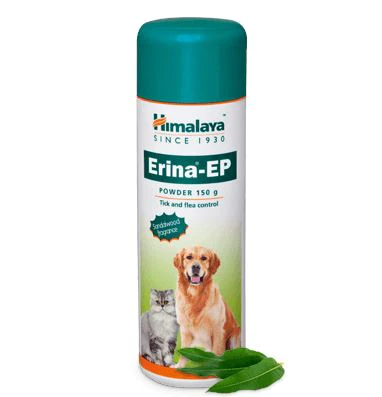 Himalaya
SINCE 1930
Erina®-EP
POWDER 150 g
Tick and flea control
Sandalwood
fragrance